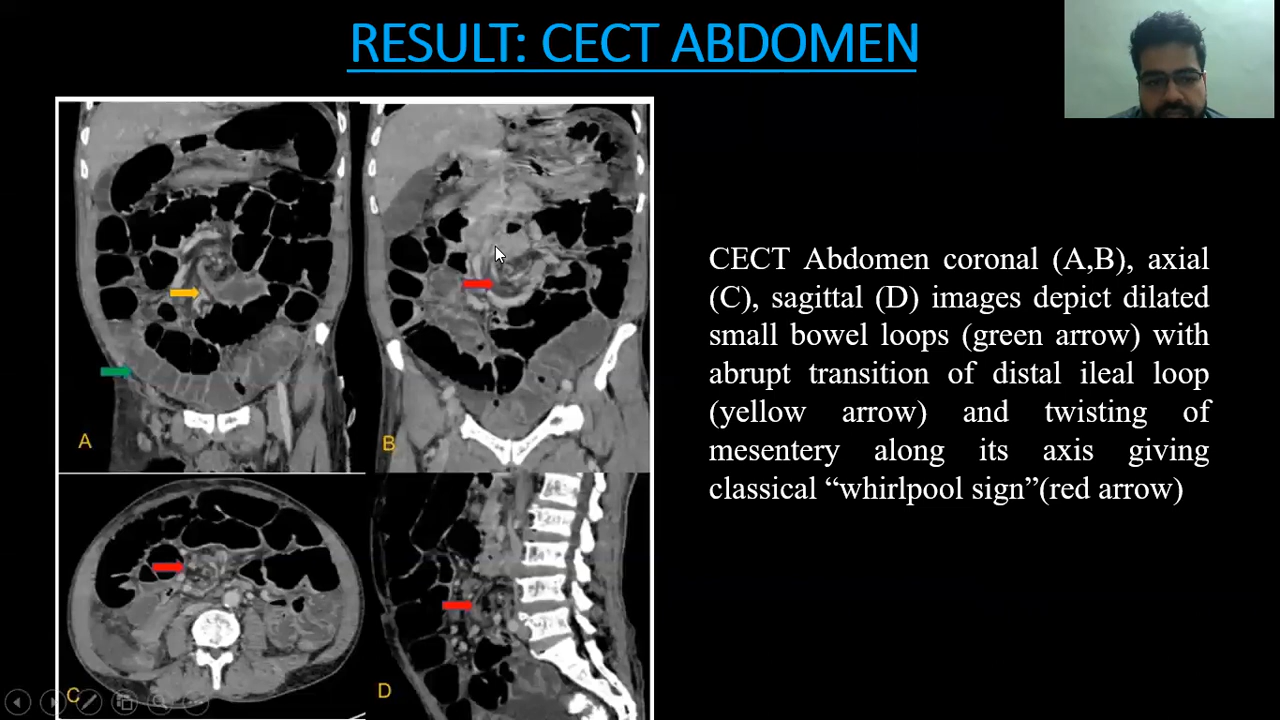 RESULT: CECT ABDOMEN
A
B
C
D
CECT Abdomen coronal (A,B), axial
(C), sagittal (D) images depict dilated
small bowel loops (green arrow) with
abrupt transition of distal ileal loop
(yellow arrow) and twisting of
mesentery along its axis giving
classical “whirlpool sign”(red arrow)